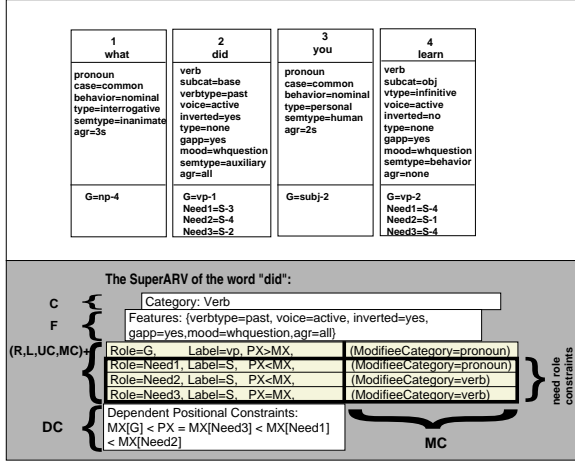 1
what
2
did
3
you
4
learn
pronoun
case=common
behavior=nominal
type=interrogative
semtype=inanimate
agr=3s
verb
subcat=base
verbtype=past
voice=active
inverted=yes
type=none
gapp=yes
mood=whquestion
semtype=auxiliary
agr=all
pronoun
case=common
behavior=nominal
type=personal
semtype=human
agr=2s
verb
subcat=obj
vtype=infinitive
voice=active
inverted=no
type=none
gapp=yes
mood=whquestion
semtype=behavior
agr=none
G=np-4
G=vp-1
Need1=S-3
Need2=S-4
Need3=S-2
G=subj-2
G=vp-2
Need1=S-4
Need2=S-1
Need3=S-4
The SuperARV of the word "did":
C
Category: Verb
F
Features: {verbtype=past, voice=active, inverted=yes,
gapp=yes,mood=whquestion,agr=all}
(R,L,UC,MC)+
Role=G, Label=vp, PX>MX, (ModifieeCategory=pronoun)
Role=Need1, Label=S, PX<MX, (ModifieeCategory=pronoun)
Role=Need2, Label=S, PX<MX, (ModifieeCategory=verb)
Role=Need3, Label=S, PX=MX, (ModifieeCategory=verb)
need role
constraints
DC
Dependent Positional Constraints:
MX[G] < PX = MX[Need3] < MX[Need1]
< MX[Need2]
MC